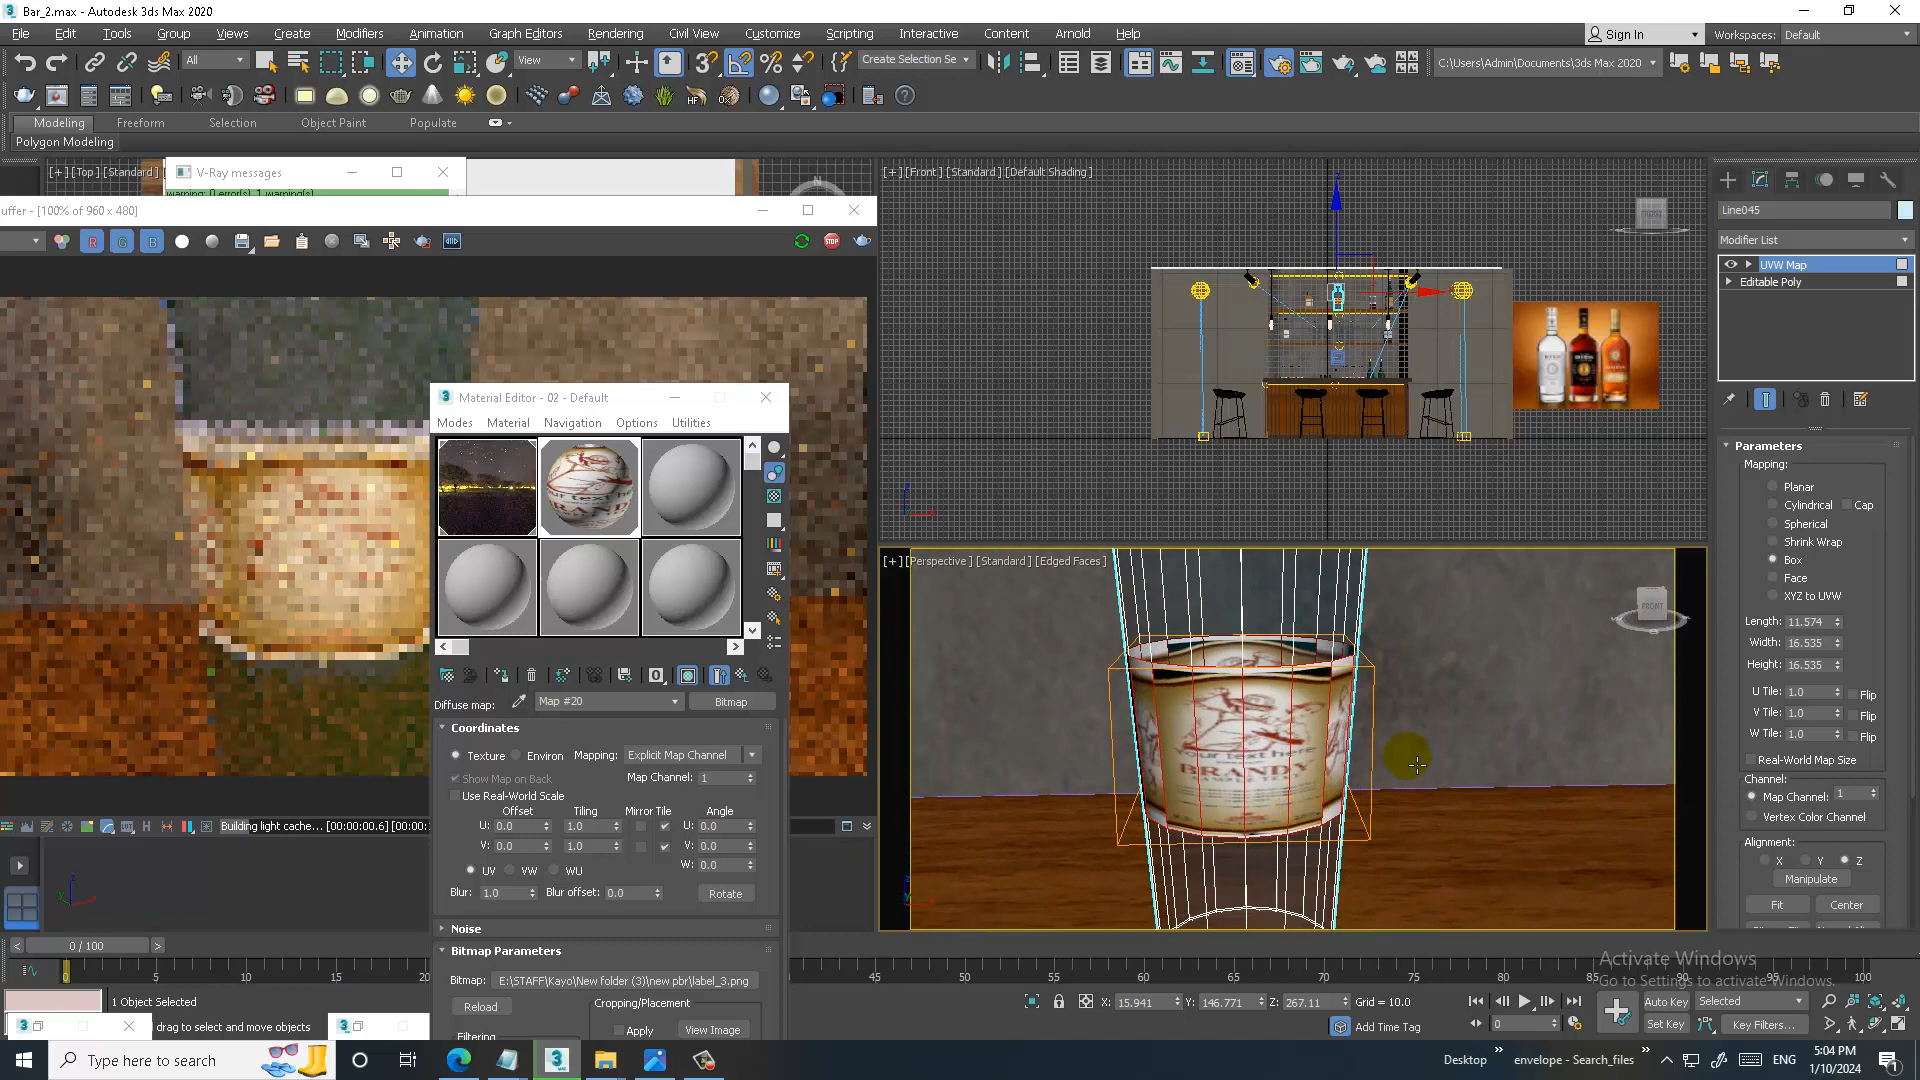 Bar_2.max - Autodesk 3ds Max 2020
File Edit Tools Group Views Create Modifiers Animation Graph Editors Rendering Civil View Customize Scripting Interactive Content Arnold Help
Sign In
Workspaces: Default
All
View
Create Selection Se
C:\Users\Admin\Documents\3ds Max 2020
Modeling Freeform Selection Object Paint Populate
Polygon Modeling
[+] [Top] [Standard]
V-Ray messages
warning: 0 error(s), 1 warning(s)
uffer - [100% of 960 x 480]
R G B
STOP
Building light cache... [00:00:00.6] [00:00:
[+] [Front] [Standard] [Default Shading]
FRONT
[+] [Perspective] [Standard] [Edged Faces]
FRONT
our text here
BRANDY
Material Editor - 02 - Default
Modes Material Navigation Options Utilities
Diffuse map: Map #20 Bitmap
Coordinates
Texture Environ Mapping: Explicit Map Channel
Show Map on Back Map Channel: 1
Use Real-World Scale
Offset Tiling Mirror Tile Angle
U: 0.0 1.0 U: 0.0
V: 0.0 1.0 V: 0.0
W: 0.0
UV VW WU
Blur: 1.0 Blur offset: 0.0 Rotate
Noise
Bitmap Parameters
Bitmap: E:\STAFF\Kayo\New folder (3)\new pbr\label_3.png
Reload Cropping/Placement
Apply View Image
Filtering
Line045
Modifier List
UVW Map
Editable Poly
Parameters
Mapping:
Planar
Cylindrical Cap
Spherical
Shrink Wrap
Box
Face
XYZ to UVW
Length: 11.574
Width: 16.535
Height: 16.535
U Tile: 1.0 Flip
V Tile: 1.0 Flip
W Tile: 1.0 Flip
Real-World Map Size
Channel:
Map Channel: 1
Vertex Color Channel
Alignment:
X Y Z
Manipulate
Fit Center
Activate Windows
Go to Settings to activate Windows.
0 / 100
0 5 10 15 20 45 50 55 60 65 70 75 80 85 90 95 100
1 Object Selected
drag to select and move objects
X: 15.941 Y: 146.771 Z: 267.11 Grid = 10.0
Add Time Tag
0
Auto Key Selected
Set Key Key Filters...
Type here to search
Desktop
envelope - Search_files
ENG
5:04 PM
1/10/2024
1